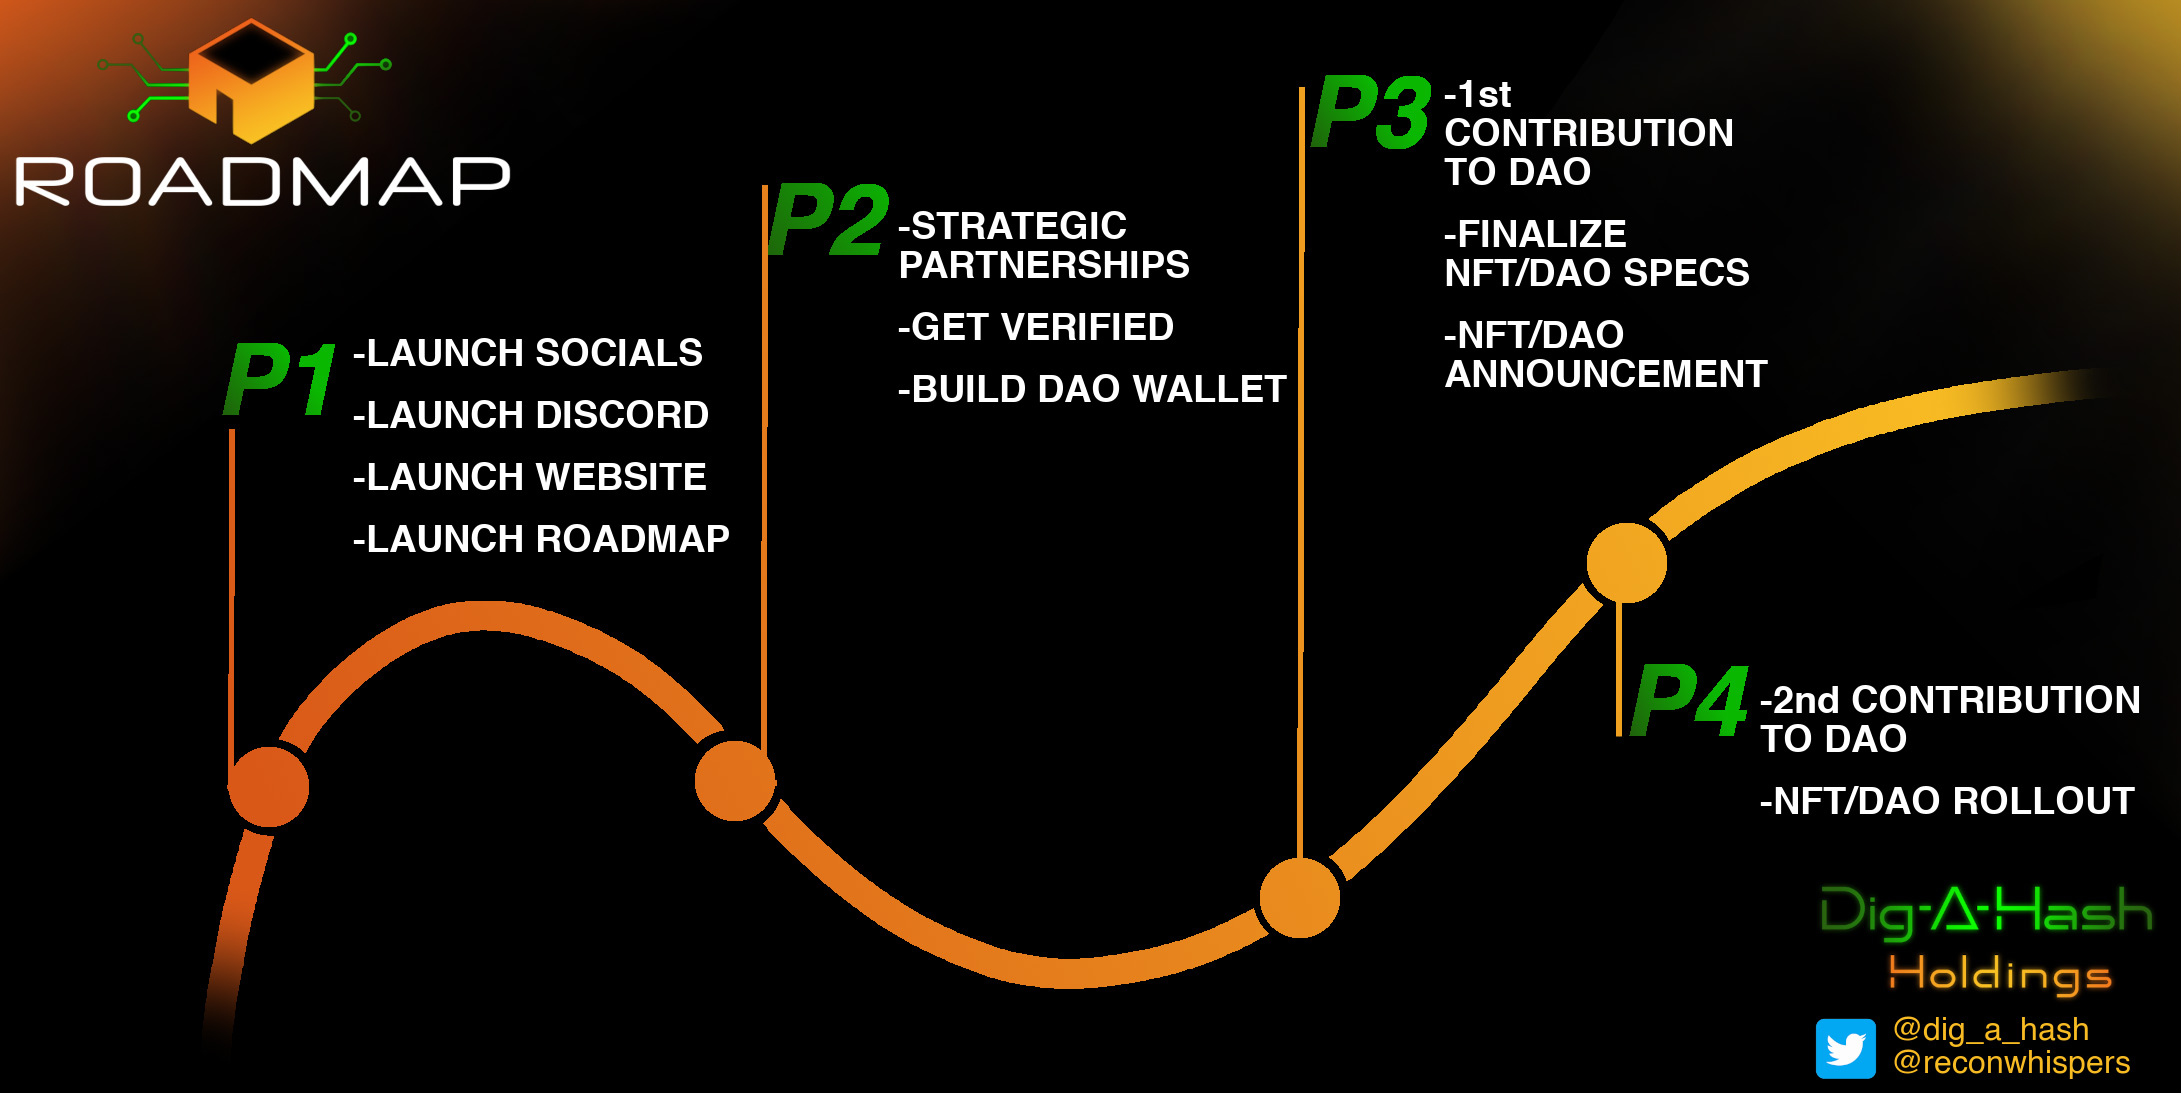 ROADMAP
P1
-LAUNCH SOCIALS
-LAUNCH DISCORD
-LAUNCH WEBSITE
-LAUNCH ROADMAP
P2
-STRATEGIC
PARTNERSHIPS
-GET VERIFIED
-BUILD DAO WALLET
P3
-1st
CONTRIBUTION
TO DAO
-FINALIZE
NFT/DAO SPECS
-NFT/DAO
ANNOUNCEMENT
P4
-2nd CONTRIBUTION
TO DAO
-NFT/DAO ROLLOUT
Dig-A-Hash
Holdings
@dig_a_hash
@reconwhispers